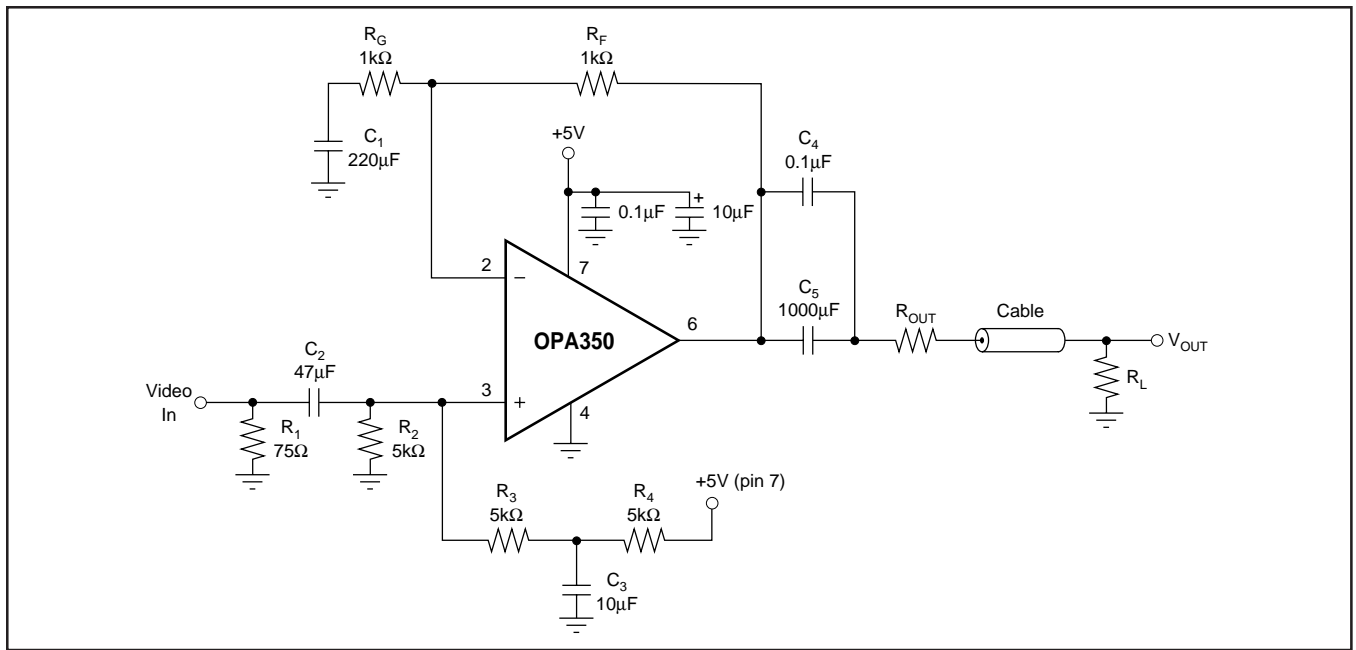 R_G
1kΩ
R_F
1kΩ
C_1
220µF
+5V
C_4
0.1µF
0.1µF
+
10µF
2
−
7
C_5
1000µF
R_OUT
Cable
OPA350
6
V_OUT
R_L
C_2
47µF
Video
In
3
+
4
R_1
75Ω
R_2
5kΩ
+5V (pin 7)
R_3
5kΩ
R_4
5kΩ
C_3
10µF